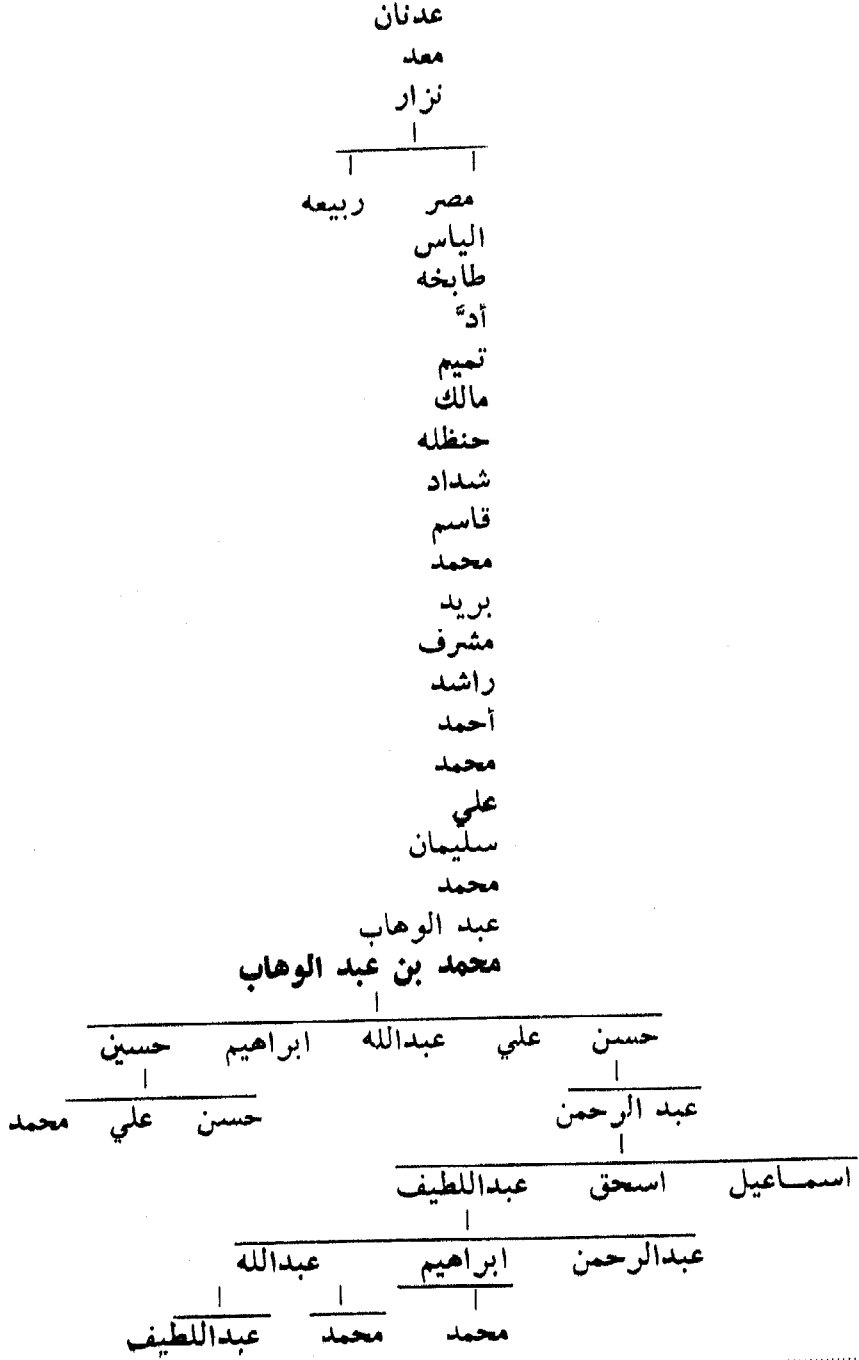 عدنان
معد
نزار
مصر ربيعه
الياس
طابخه
أدَّ
تميم
مالك
حنظله
شداد
قاسم
محمد
بريد
مشرف
راشد
أحمد
محمد
علي
سليمان
محمد
عبد الوهاب
محمد بن عبد الوهاب
حسن علي عبدالله ابراهيم حسين
عبد الرحمن حسن علي محمد
اسمـاعيل اسحق عبداللطيف
عبدالرحمن ابراهيم عبدالله
محمد محمد عبداللطيف